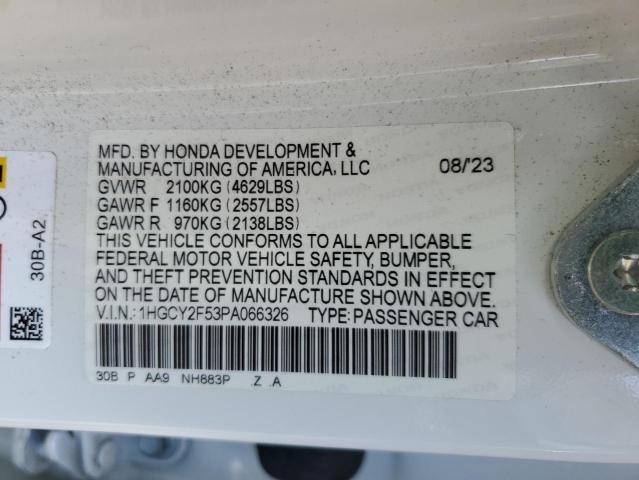 MFD. BY HONDA DEVELOPMENT &
MANUFACTURING OF AMERICA, LLC 08/'23
GVWR 2100KG (4629LBS)
GAWR F 1160KG (2557LBS)
GAWR R 970KG (2138LBS)
THIS VEHICLE CONFORMS TO ALL APPLICABLE
FEDERAL MOTOR VEHICLE SAFETY, BUMPER,
AND THEFT PREVENTION STANDARDS IN EFFECT
ON THE DATE OF MANUFACTURE SHOWN ABOVE.
V.I.N.: 1HGCY2F53PA066326 TYPE: PASSENGER CAR
30B P AA9 NH883P .Z .A
30B-A2